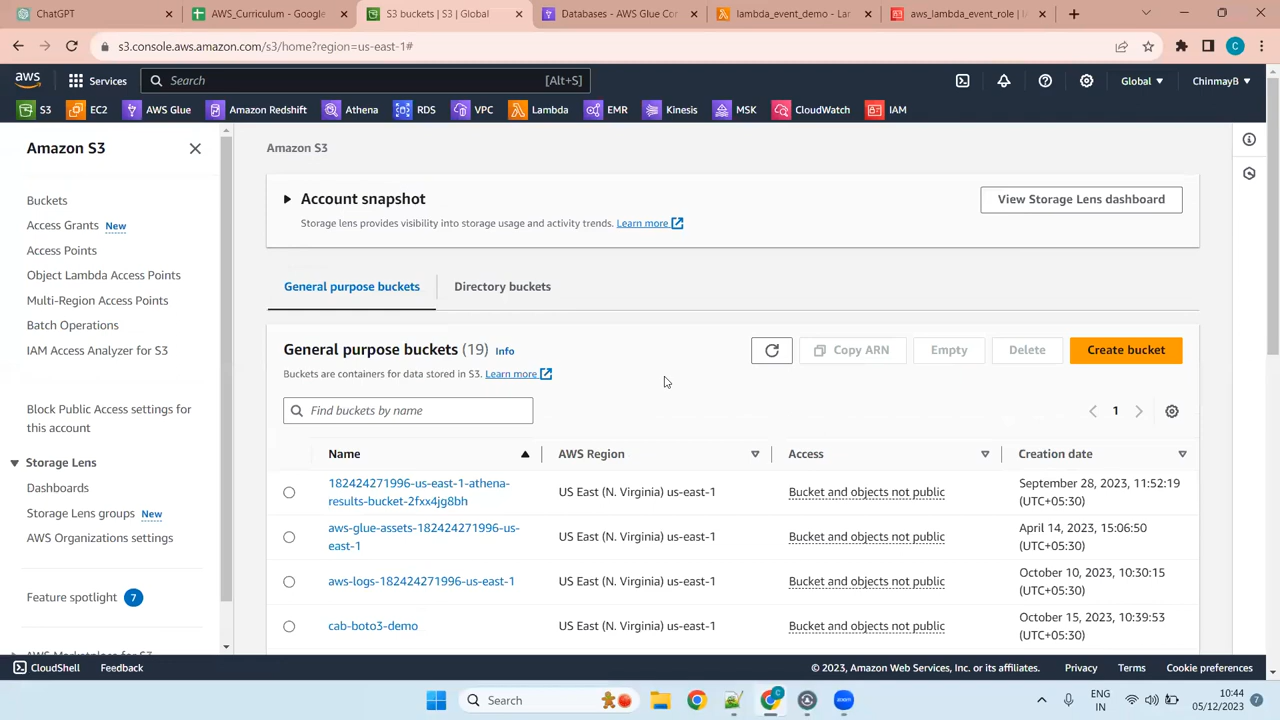 ChatGPT
AWS_Curriculum - Google
S3 buckets | S3 | Global
Databases - AWS Glue Co
lambda_event_demo - La
aws_lambda_event_role |
s3.console.aws.amazon.com/s3/home?region=us-east-1#
C
aws
Services
Search
[Alt+S]
Global
ChinmayB
S3
EC2
AWS Glue
Amazon Redshift
Athena
RDS
VPC
Lambda
EMR
Kinesis
MSK
CloudWatch
IAM
Amazon S3
Buckets
Access Grants New
Access Points
Object Lambda Access Points
Multi-Region Access Points
Batch Operations
IAM Access Analyzer for S3
Block Public Access settings for
this account
Storage Lens
Dashboards
Storage Lens groups New
AWS Organizations settings
Feature spotlight 7
AWS Marketplace for S3
Amazon S3
Account snapshot
Storage lens provides visibility into storage usage and activity trends. Learn more
View Storage Lens dashboard
General purpose buckets
Directory buckets
General purpose buckets (19) Info
Buckets are containers for data stored in S3. Learn more
Copy ARN
Empty
Delete
Create bucket
Find buckets by name
1
Name
AWS Region
Access
Creation date
182424271996-us-east-1-athena-
results-bucket-2fxx4jg8bh
US East (N. Virginia) us-east-1
Bucket and objects not public
September 28, 2023, 11:52:19
(UTC+05:30)
aws-glue-assets-182424271996-us-
east-1
US East (N. Virginia) us-east-1
Bucket and objects not public
April 14, 2023, 15:06:50
(UTC+05:30)
aws-logs-182424271996-us-east-1
US East (N. Virginia) us-east-1
Bucket and objects not public
October 10, 2023, 10:30:15
(UTC+05:30)
cab-boto3-demo
US East (N. Virginia) us-east-1
Bucket and objects not public
October 15, 2023, 10:39:53
(UTC+05:30)
CloudShell
Feedback
© 2023, Amazon Web Services, Inc. or its affiliates.
Privacy
Terms
Cookie preferences
Search
zoom
ENG
IN
10:44
05/12/2023
7